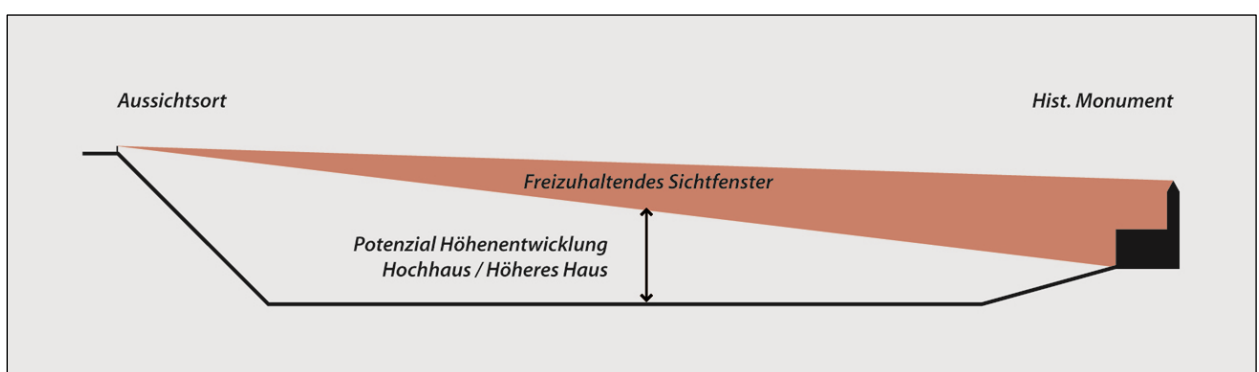 Aussichtsort
Hist. Monument
Freizuhaltendes Sichtfenster
Potenzial Höhenentwicklung
Hochhaus / Höheres Haus